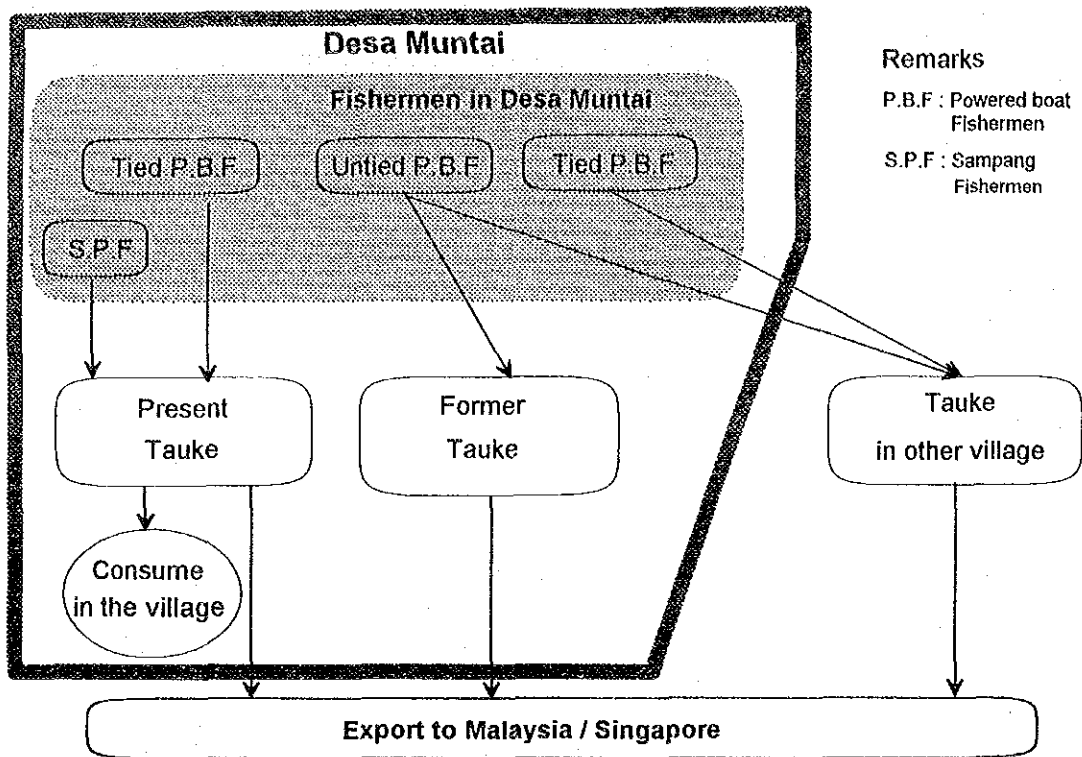 Desa Muntai
Fishermen in Desa Muntai
Tied P.B.F
Untied P.B.F
Tied P.B.F
S.P.F
Present
Tauke
Former
Tauke
Tauke
in other village
Consume
in the village
Export to Malaysia / Singapore
Remarks
P.B.F : Powered boat
Fishermen
S.P.F : Sampang
Fishermen